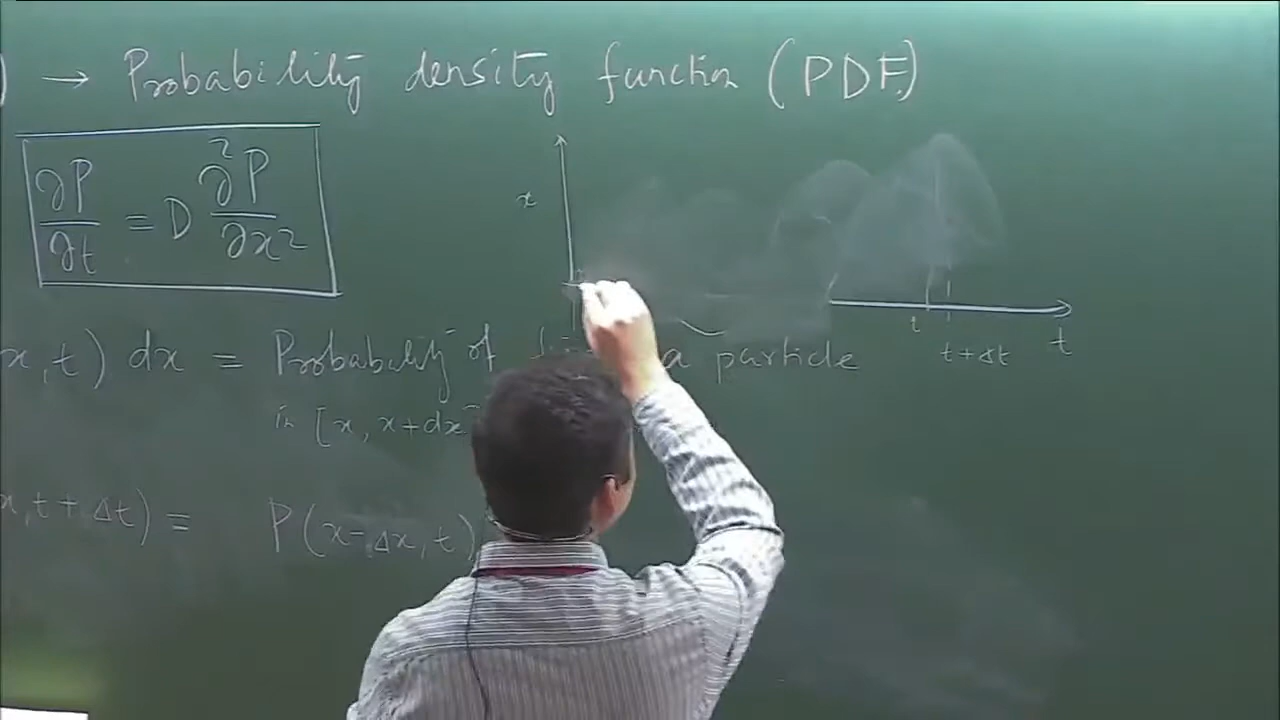 ) → Probability density function (PDF)
∂P/∂t = D ∂²P/∂x²
x
t
t+Δt
t
x,t) dx = Probability of a particle
in [x, x+dx]
x,t+Δt) = P(x-Δx,t)